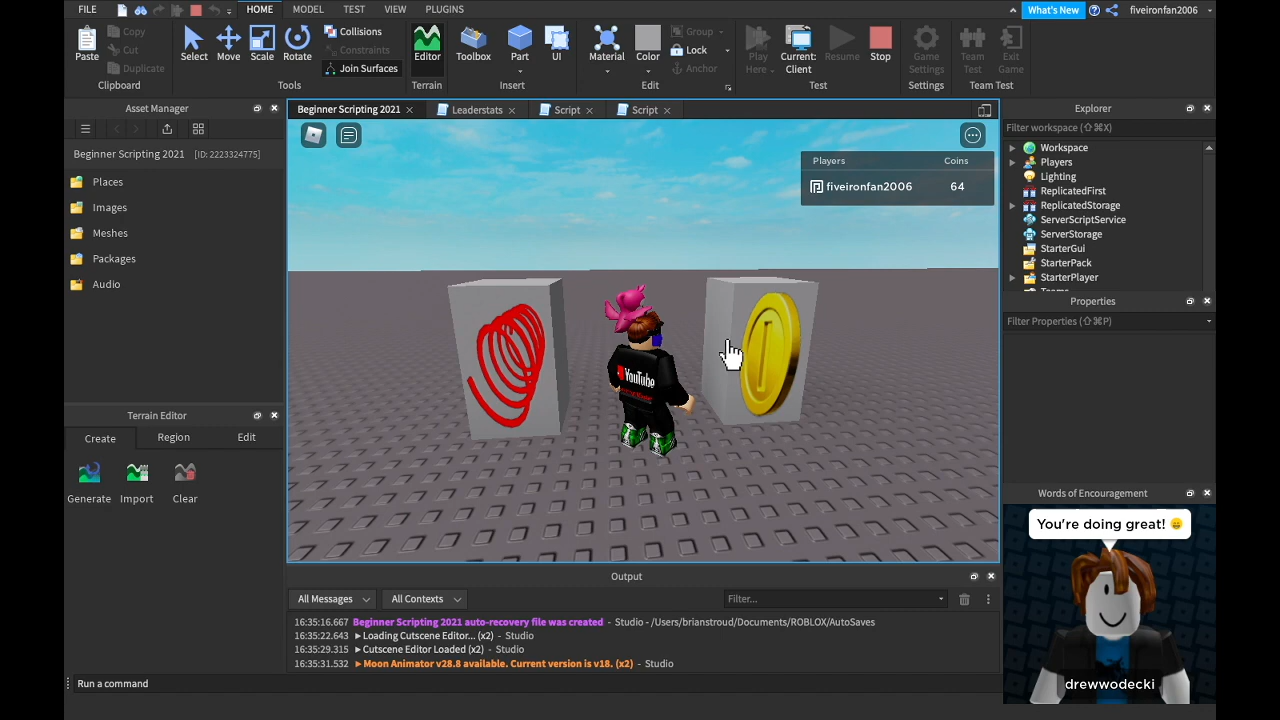 FILE HOME MODEL TEST VIEW PLUGINS What's New fiveironfan2006
Paste Copy Cut Duplicate Clipboard
Select Move Scale Rotate Collisions Constraints Join Surfaces Tools
Editor Terrain
Toolbox Part UI Insert
Material Color Group Lock Anchor Edit
Play Here Current: Client Resume Stop Test
Game Settings Settings
Team Test Exit Game Team Test
Asset Manager
Beginner Scripting 2021 [ID: 2223324775]
Places
Images
Meshes
Packages
Audio
Terrain Editor
Create Region Edit
Generate Import Clear
Beginner Scripting 2021 Leaderstats Script Script
Players Coins
fiveironfan2006 64
YouTube
Output
All Messages All Contexts Filter...
16:35:16.667 Beginner Scripting 2021 auto-recovery file was created - Studio - /Users/brianstroud/Documents/ROBLOX/AutoSaves
16:35:22.643 Loading Cutscene Editor... (x2) - Studio
16:35:29.315 Cutscene Editor Loaded (x2) - Studio
16:35:31.532 Moon Animator v28.8 available. Current version is v18. (x2) - Studio
Run a command
Explorer
Filter workspace (⇧⌘X)
Workspace
Players
Lighting
ReplicatedFirst
ReplicatedStorage
ServerScriptService
ServerStorage
StarterGui
StarterPack
StarterPlayer
Properties
Filter Properties (⇧⌘P)
Words of Encouragement
You're doing great! 😄
drewwodecki